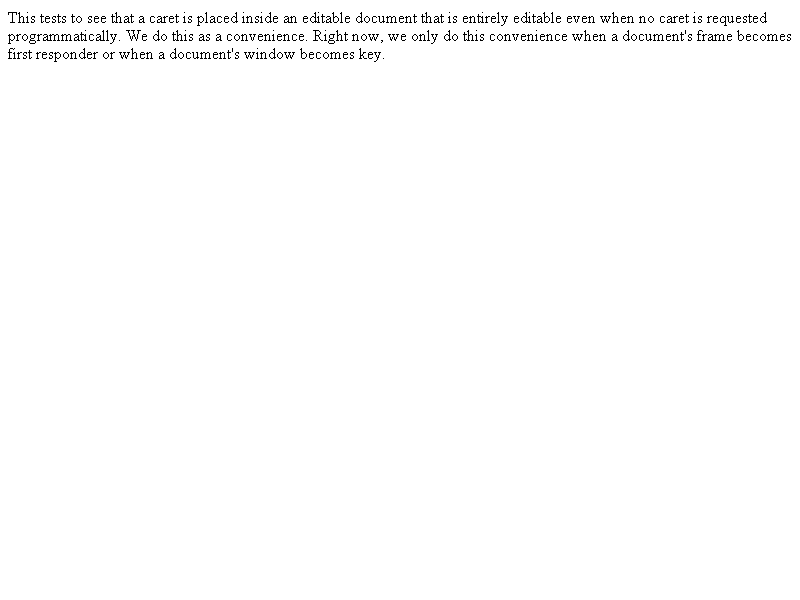 This tests to see that a caret is placed inside an editable document that is entirely editable even when no caret is requested
programmatically. We do this as a convenience. Right now, we only do this convenience when a document's frame becomes
first responder or when a document's window becomes key.